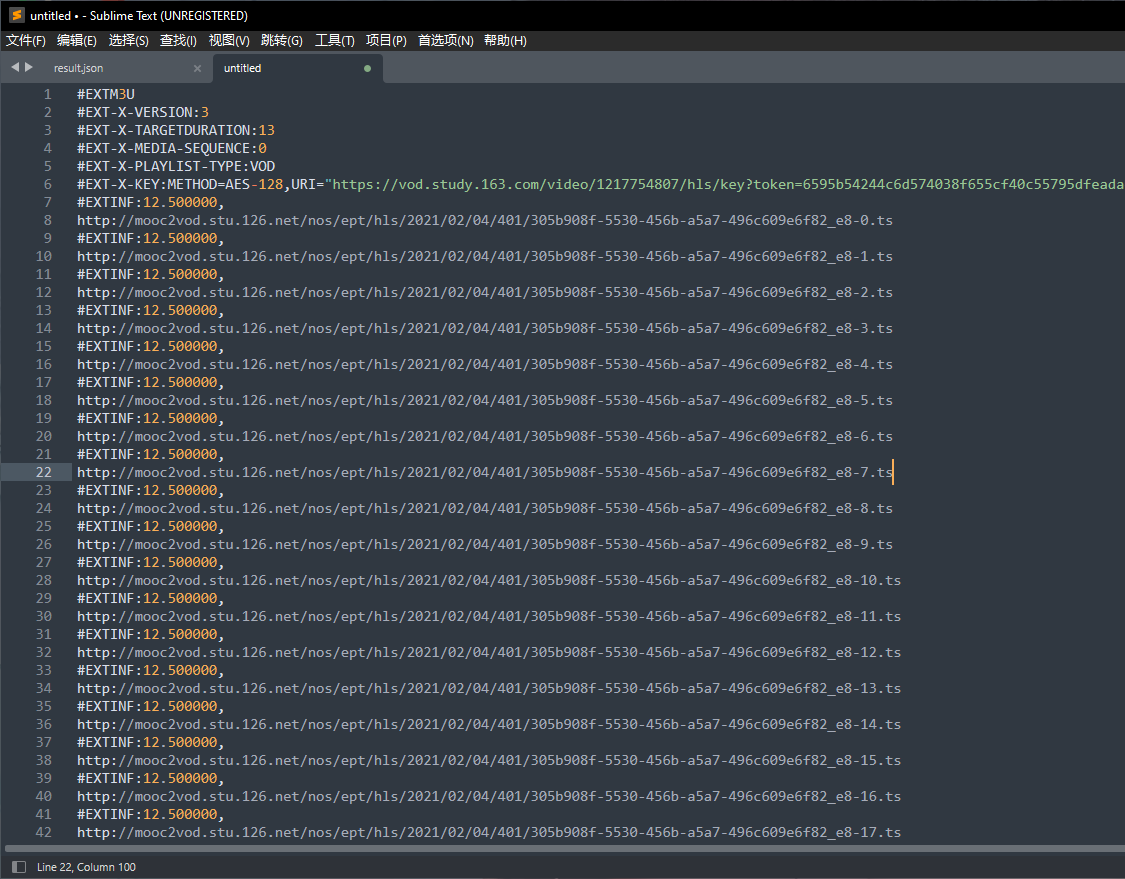 untitled • - Sublime Text (UNREGISTERED)
文件(F) 编辑(E) 选择(S) 查找(I) 视图(V) 跳转(G) 工具(T) 项目(P) 首选项(N) 帮助(H)
result.json × untitled
1 #EXTM3U
2 #EXT-X-VERSION:3
3 #EXT-X-TARGETDURATION:13
4 #EXT-X-MEDIA-SEQUENCE:0
5 #EXT-X-PLAYLIST-TYPE:VOD
6 #EXT-X-KEY:METHOD=AES-128,URI="https://vod.study.163.com/video/1217754807/hls/key?token=6595b54244c6d574038f655cf40c55795dfeada
7 #EXTINF:12.500000,
8 http://mooc2vod.stu.126.net/nos/ept/hls/2021/02/04/401/305b908f-5530-456b-a5a7-496c609e6f82_e8-0.ts
9 #EXTINF:12.500000,
10 http://mooc2vod.stu.126.net/nos/ept/hls/2021/02/04/401/305b908f-5530-456b-a5a7-496c609e6f82_e8-1.ts
11 #EXTINF:12.500000,
12 http://mooc2vod.stu.126.net/nos/ept/hls/2021/02/04/401/305b908f-5530-456b-a5a7-496c609e6f82_e8-2.ts
13 #EXTINF:12.500000,
14 http://mooc2vod.stu.126.net/nos/ept/hls/2021/02/04/401/305b908f-5530-456b-a5a7-496c609e6f82_e8-3.ts
15 #EXTINF:12.500000,
16 http://mooc2vod.stu.126.net/nos/ept/hls/2021/02/04/401/305b908f-5530-456b-a5a7-496c609e6f82_e8-4.ts
17 #EXTINF:12.500000,
18 http://mooc2vod.stu.126.net/nos/ept/hls/2021/02/04/401/305b908f-5530-456b-a5a7-496c609e6f82_e8-5.ts
19 #EXTINF:12.500000,
20 http://mooc2vod.stu.126.net/nos/ept/hls/2021/02/04/401/305b908f-5530-456b-a5a7-496c609e6f82_e8-6.ts
21 #EXTINF:12.500000,
22 http://mooc2vod.stu.126.net/nos/ept/hls/2021/02/04/401/305b908f-5530-456b-a5a7-496c609e6f82_e8-7.ts
23 #EXTINF:12.500000,
24 http://mooc2vod.stu.126.net/nos/ept/hls/2021/02/04/401/305b908f-5530-456b-a5a7-496c609e6f82_e8-8.ts
25 #EXTINF:12.500000,
26 http://mooc2vod.stu.126.net/nos/ept/hls/2021/02/04/401/305b908f-5530-456b-a5a7-496c609e6f82_e8-9.ts
27 #EXTINF:12.500000,
28 http://mooc2vod.stu.126.net/nos/ept/hls/2021/02/04/401/305b908f-5530-456b-a5a7-496c609e6f82_e8-10.ts
29 #EXTINF:12.500000,
30 http://mooc2vod.stu.126.net/nos/ept/hls/2021/02/04/401/305b908f-5530-456b-a5a7-496c609e6f82_e8-11.ts
31 #EXTINF:12.500000,
32 http://mooc2vod.stu.126.net/nos/ept/hls/2021/02/04/401/305b908f-5530-456b-a5a7-496c609e6f82_e8-12.ts
33 #EXTINF:12.500000,
34 http://mooc2vod.stu.126.net/nos/ept/hls/2021/02/04/401/305b908f-5530-456b-a5a7-496c609e6f82_e8-13.ts
35 #EXTINF:12.500000,
36 http://mooc2vod.stu.126.net/nos/ept/hls/2021/02/04/401/305b908f-5530-456b-a5a7-496c609e6f82_e8-14.ts
37 #EXTINF:12.500000,
38 http://mooc2vod.stu.126.net/nos/ept/hls/2021/02/04/401/305b908f-5530-456b-a5a7-496c609e6f82_e8-15.ts
39 #EXTINF:12.500000,
40 http://mooc2vod.stu.126.net/nos/ept/hls/2021/02/04/401/305b908f-5530-456b-a5a7-496c609e6f82_e8-16.ts
41 #EXTINF:12.500000,
42 http://mooc2vod.stu.126.net/nos/ept/hls/2021/02/04/401/305b908f-5530-456b-a5a7-496c609e6f82_e8-17.ts
Line 22, Column 100